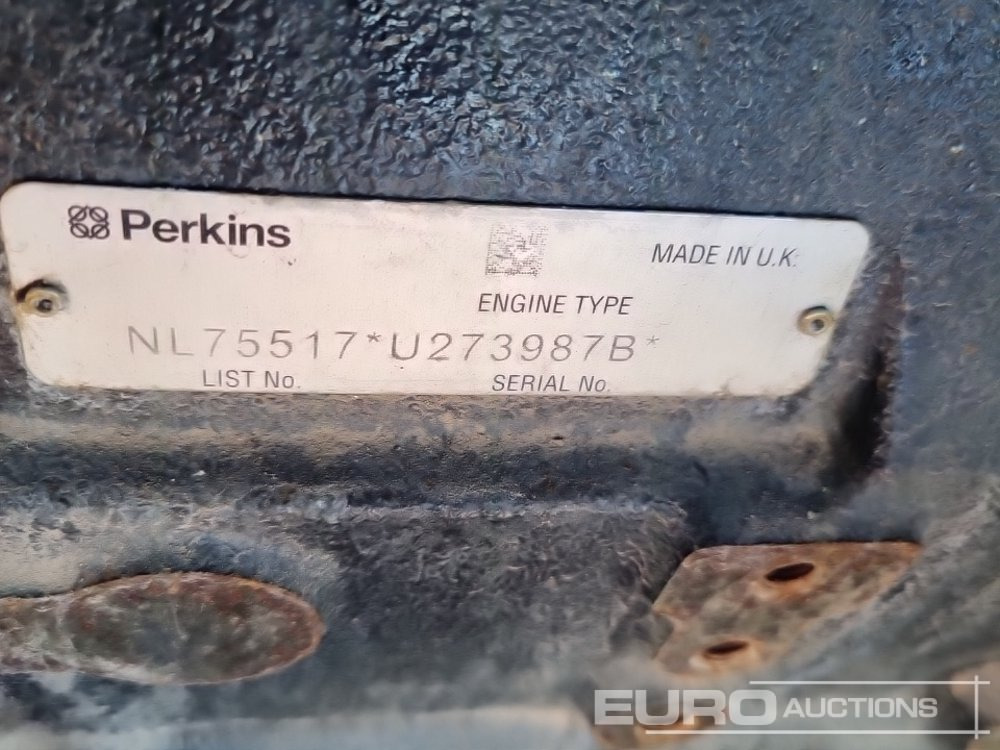 Perkins
MADE IN U.K.
ENGINE TYPE
NL75517*U273987B*
LIST No. SERIAL No.
EURO AUCTIONS